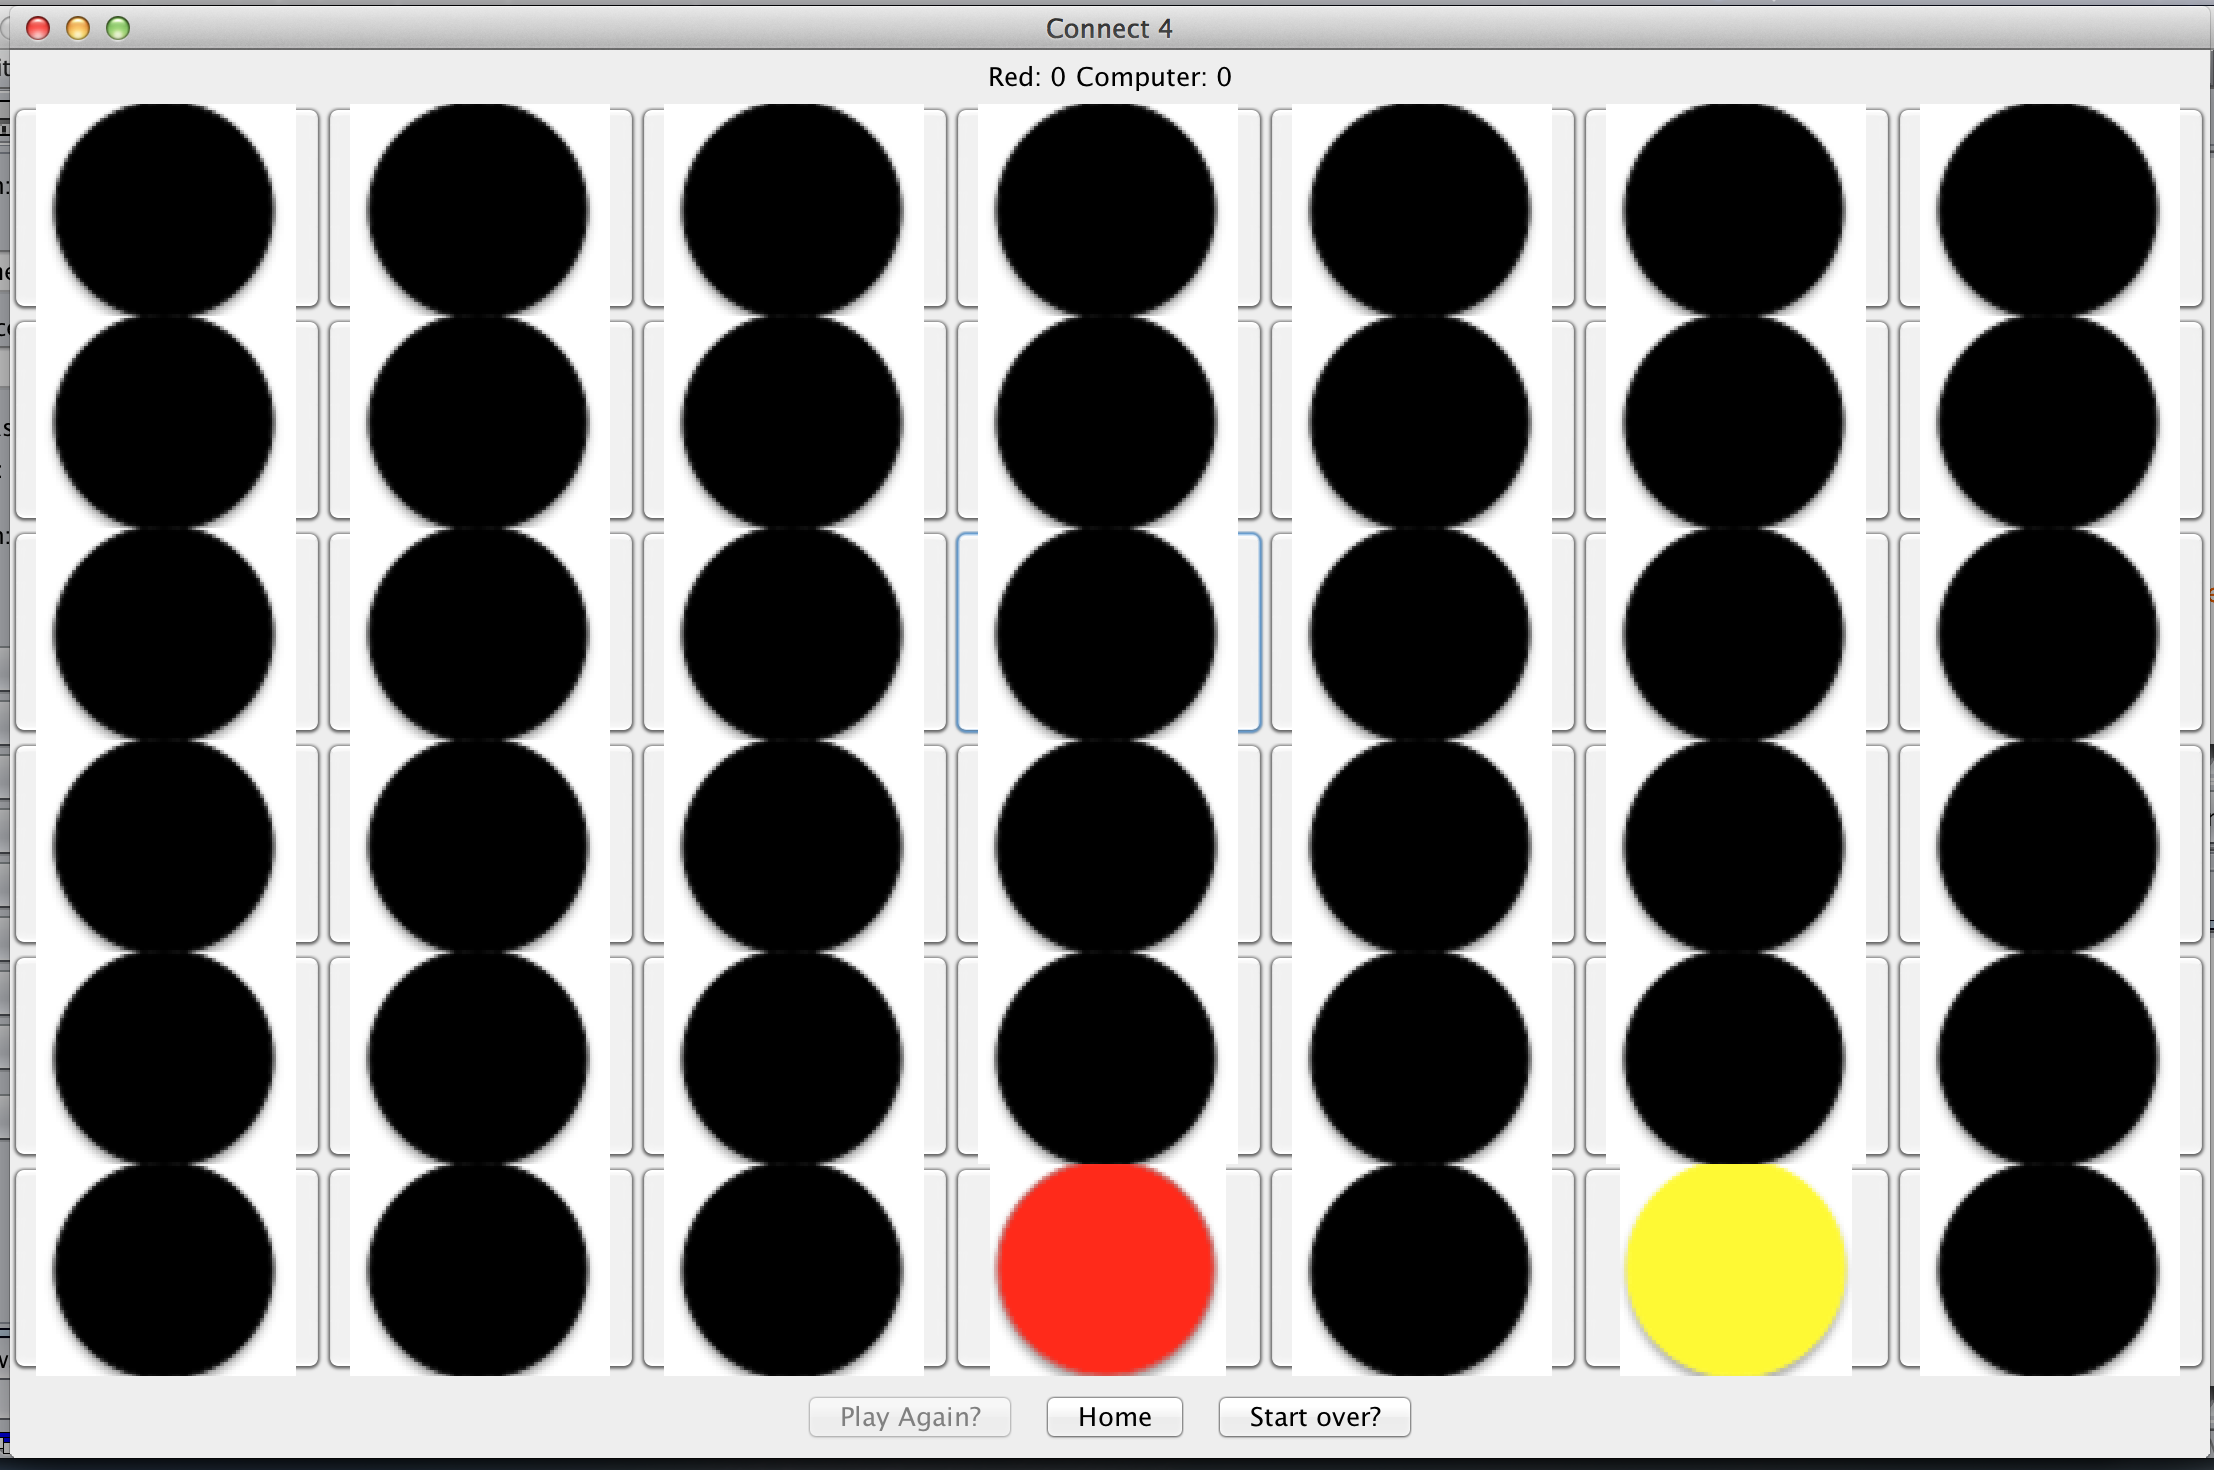 Connect 4
Red: 0 Computer: 0
Play Again?
Home
Start over?